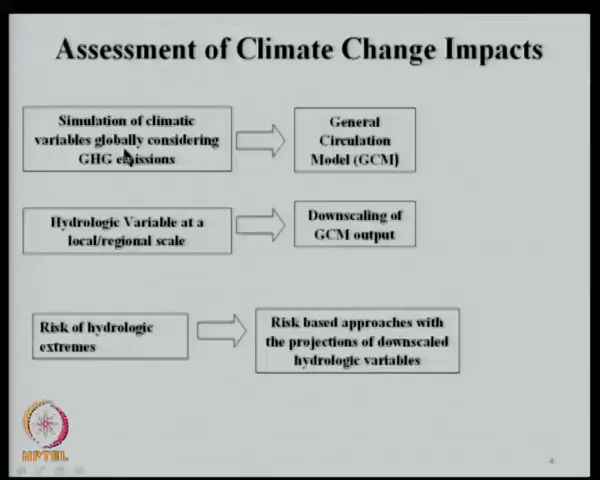 Assessment of Climate Change Impacts
Simulation of climatic
variables globally considering
GHG emissions
General
Circulation
Model (GCM)
Hydrologic Variable at a
local/regional scale
Downscaling of
GCM output
Risk of hydrologic
extremes
Risk based approaches with
the projections of downscaled
hydrologic variables
NPTEL
4